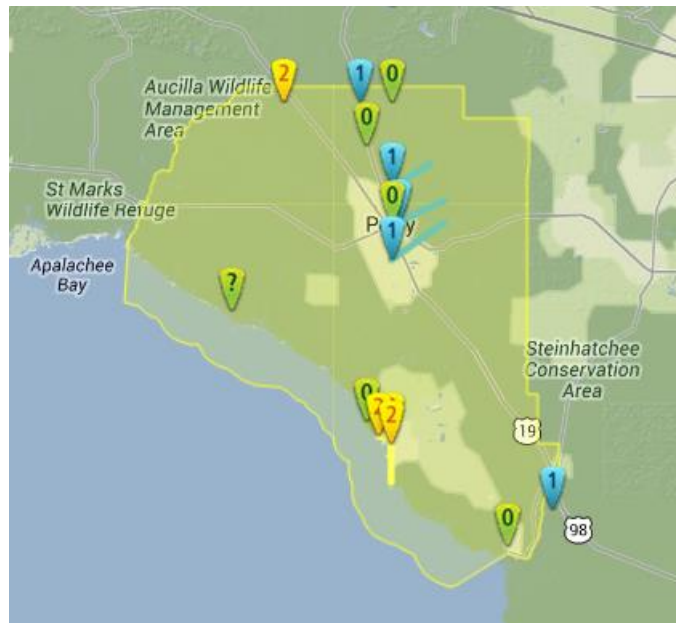 2
1
0
Aucilla Wildlife
Management
Area
0
1
St Marks
Wildlife Refuge
0
1
Apalachee
Bay
?
Steinhatchee
Conservation
Area
0
2
2
19
1
0
98